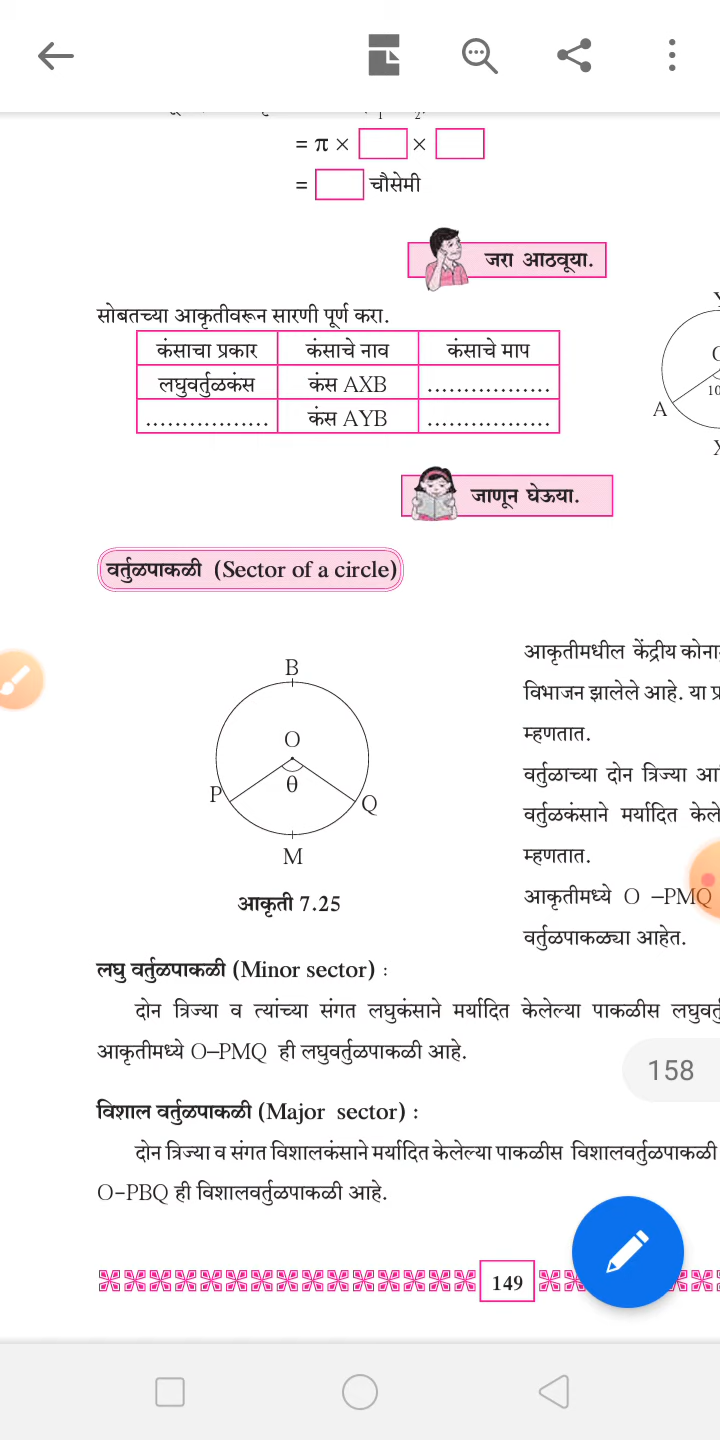 = π × ×
= चौसेमी
जरा आठवूया.
सोबतच्या आकृतीवरून सारणी पूर्ण करा.
कंसाचा प्रकार कंसाचे नाव कंसाचे माप
लघुवर्तुळकंस कंस AXB .................
................. कंस AYB .................
A
10
जाणून घेऊया.
वर्तुळपाकळी (Sector of a circle)
B
O
θ
P
Q
M
आकृती 7.25
आकृतीमधील केंद्रीय
विभाजन झालेले आहे. या
म्हणतात.
वर्तुळाच्या दोन त्रिज्या
वर्तुळकंसाने मर्यादित
म्हणतात.
आकृतीमध्ये O –PMQ
वर्तुळपाकळ्या आहेत.
लघु वर्तुळपाकळी (Minor sector) :
दोन त्रिज्या व त्यांच्या संगत लघुकंसाने मर्यादित केलेल्या पाकळीस
आकृतीमध्ये O–PMQ ही लघुवर्तुळपाकळी आहे.
158
विशाल वर्तुळपाकळी (Major sector) :
दोन त्रिज्या व संगत विशालकंसाने मर्यादित केलेल्या पाकळीस विशालवर्तुळपाकळी
O-PBQ ही विशालवर्तुळपाकळी आहे.
149